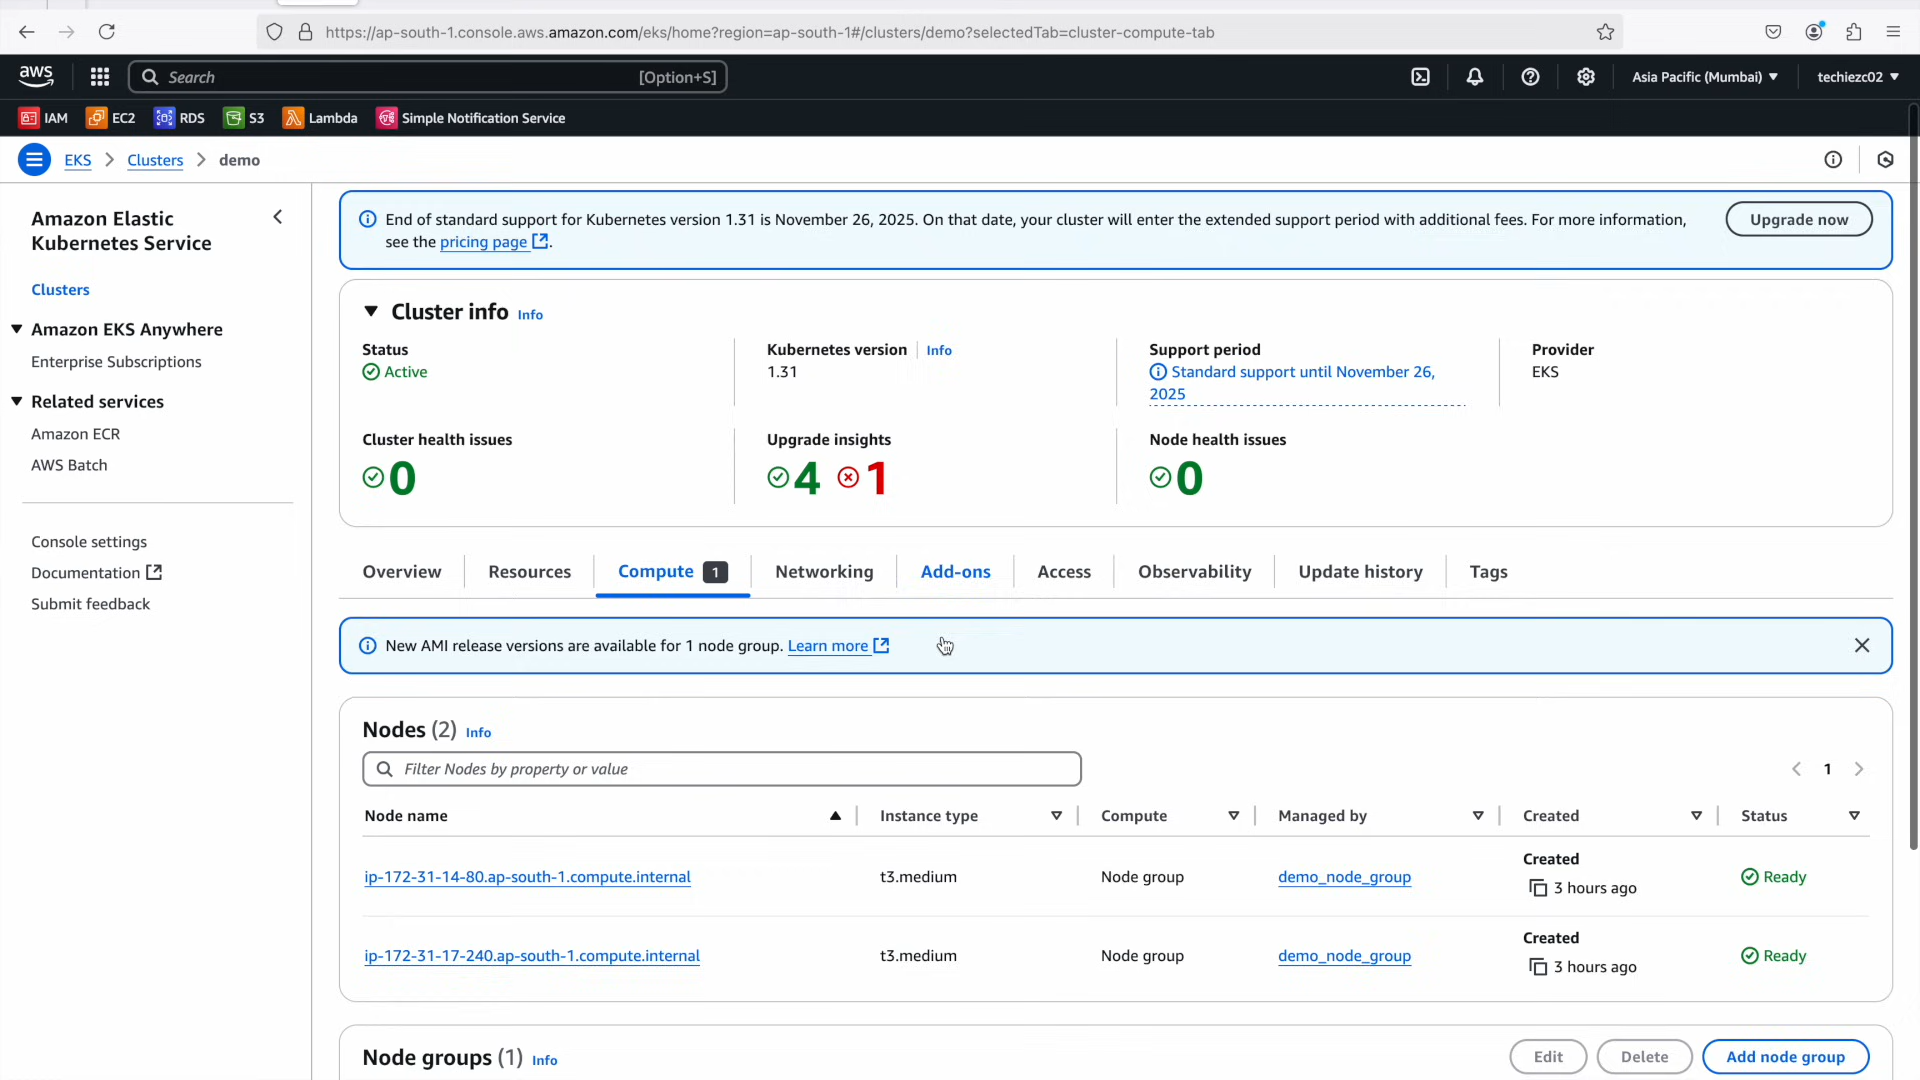 https://ap-south-1.console.aws.amazon.com/eks/home?region=ap-south-1#/clusters/demo?selectedTab=cluster-compute-tab
aws Search [Option+S] Asia Pacific (Mumbai) techiezc02
IAM EC2 RDS S3 Lambda Simple Notification Service
EKS Clusters demo
Amazon Elastic
Kubernetes Service
Clusters
Amazon EKS Anywhere
Enterprise Subscriptions
Related services
Amazon ECR
AWS Batch
Console settings
Documentation
Submit feedback
End of standard support for Kubernetes version 1.31 is November 26, 2025. On that date, your cluster will enter the extended support period with additional fees. For more information,
see the pricing page.
Upgrade now
Cluster info Info
Status
Active
Kubernetes version Info
1.31
Support period
Standard support until November 26,
2025
Provider
EKS
Cluster health issues
0
Upgrade insights
4 1
Node health issues
0
Overview Resources Compute 1 Networking Add-ons Access Observability Update history Tags
New AMI release versions are available for 1 node group. Learn more
Nodes (2) Info
Filter Nodes by property or value
1
Node name Instance type Compute Managed by Created Status
ip-172-31-14-80.ap-south-1.compute.internal t3.medium Node group demo_node_group Created
3 hours ago Ready
ip-172-31-17-240.ap-south-1.compute.internal t3.medium Node group demo_node_group Created
3 hours ago Ready
Node groups (1) Info
Edit Delete Add node group